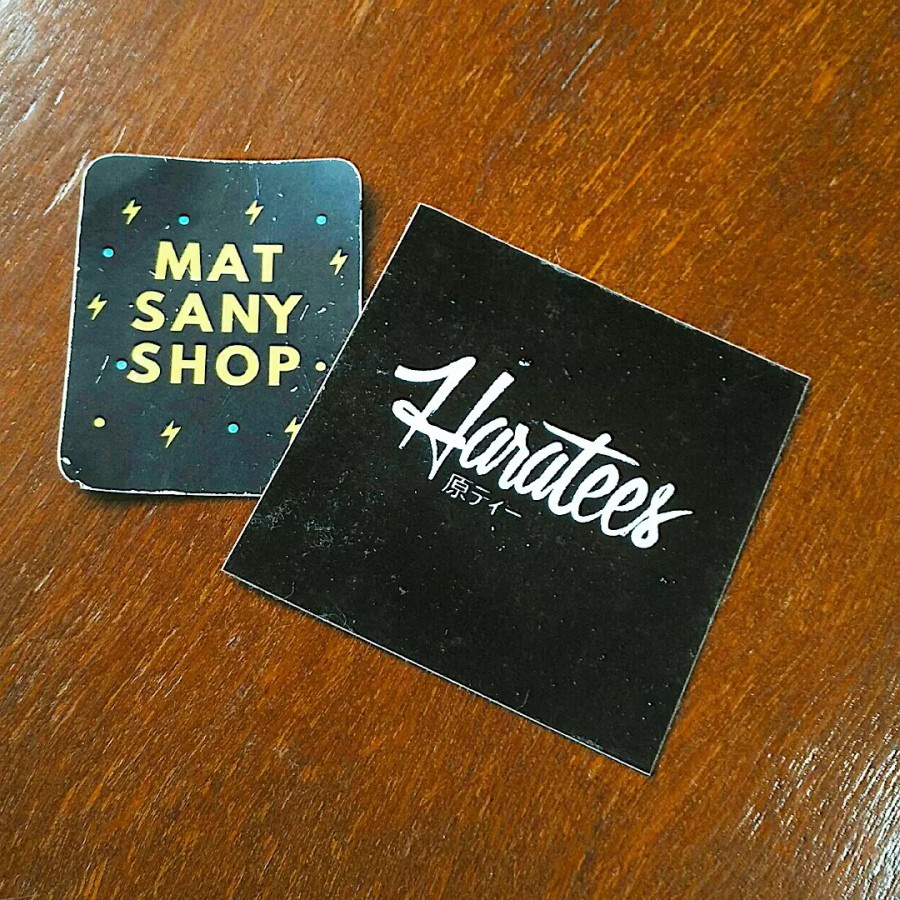 MAT
SANY
SHOP
Haratees
原ティー